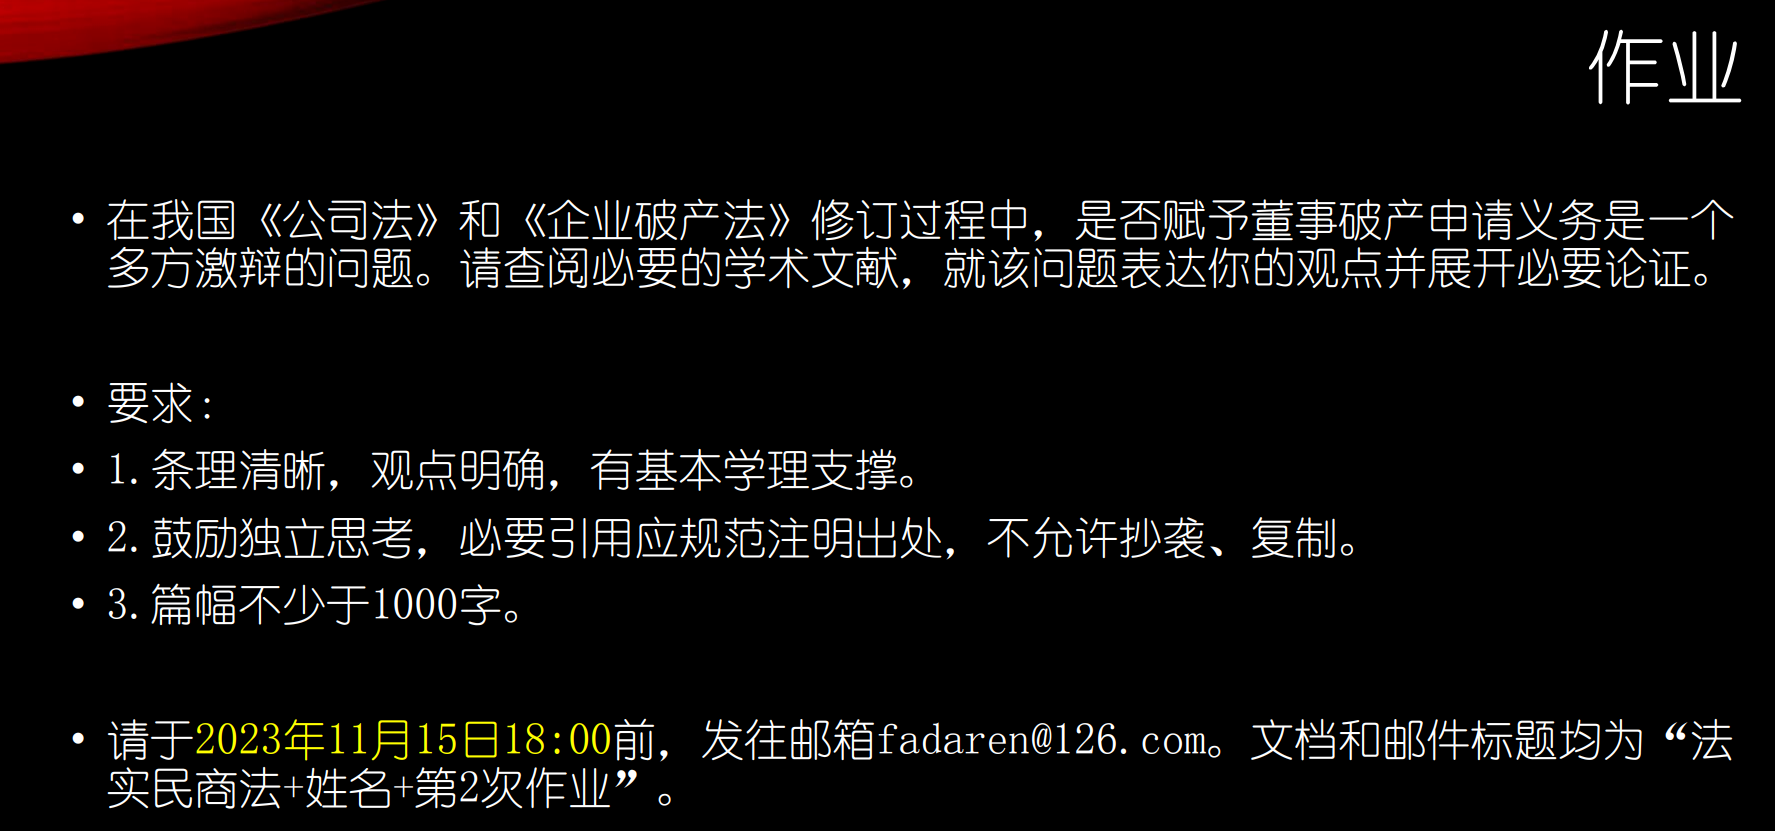 作业
• 在我国《公司法》和《企业破产法》修订过程中，是否赋予董事破产申请义务是一个
多方激辩的问题。请查阅必要的学术文献，就该问题表达你的观点并展开必要论证。
• 要求：
• 1.条理清晰，观点明确，有基本学理支撑。
• 2.鼓励独立思考，必要引用应规范注明出处，不允许抄袭、复制。
• 3.篇幅不少于1000字。
• 请于2023年11月15日18:00前，发往邮箱fadaren@126.com。文档和邮件标题均为“法
实民商法+姓名+第2次作业”。